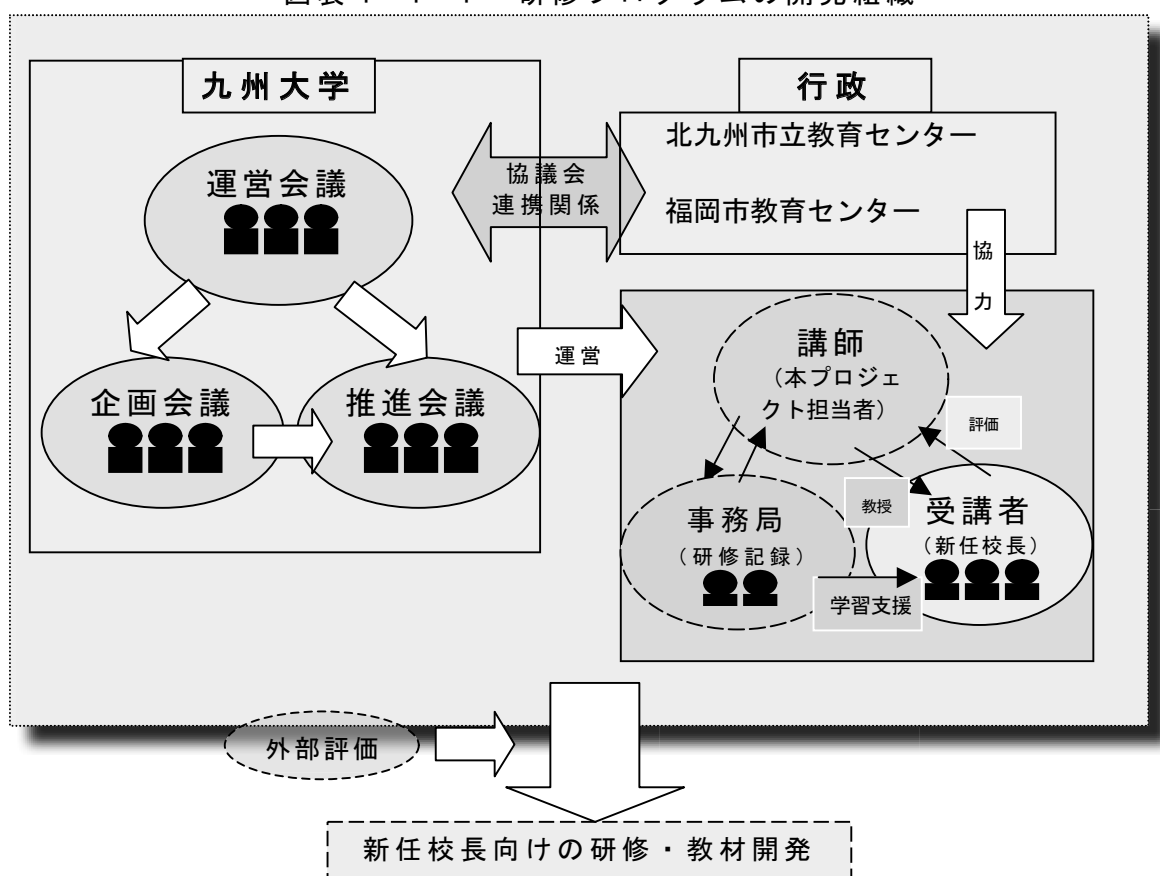 九州大学
行政
北九州市立教育センター
福岡市教育センター
運営会議
協議会
連携関係
協
力
企画会議
推進会議
運営
講師
（本プロジェ
クト担当者）
評価
教授
事務局
（研修記録）
受講者
（新任校長）
学習支援
外部評価
新任校長向けの研修・教材開発